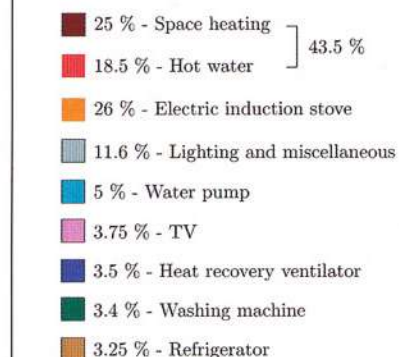 25 % - Space heating
43.5 %
18.5 % - Hot water
26 % - Electric induction stove
11.6 % - Lighting and miscellaneous
5 % - Water pump
3.75 % - TV
3.5 % - Heat recovery ventilator
3.4 % - Washing machine
3.25 % - Refrigerator